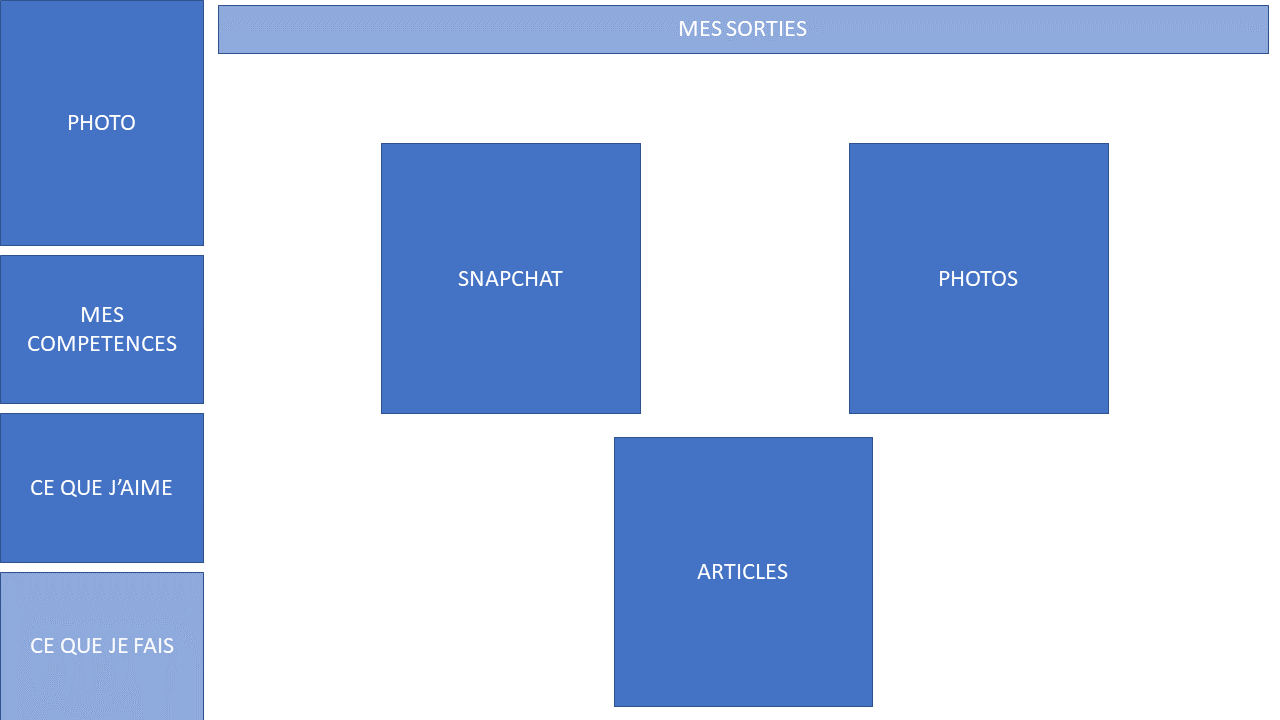 PHOTO
MES
COMPETENCES
CE QUE J’AIME
CE QUE JE FAIS
MES SORTIES
SNAPCHAT
PHOTOS
ARTICLES